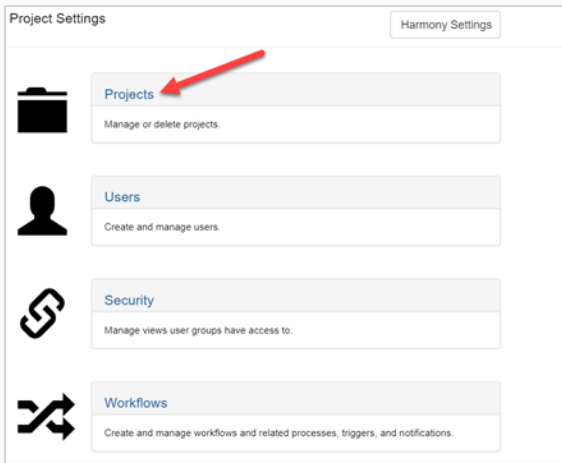 Project Settings
Harmony Settings
Projects
Manage or delete projects.
Users
Create and manage users.
Security
Manage views user groups have access to.
Workflows
Create and manage workflows and related processes, triggers, and notifications.